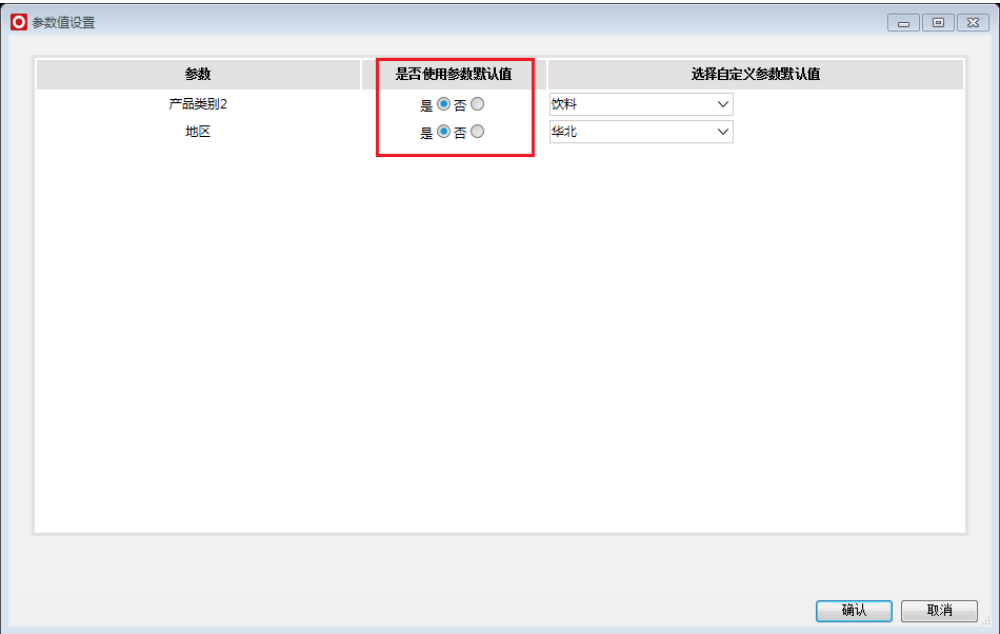 参数值设置
参数 是否使用参数默认值 选择自定义参数默认值
产品类别2 是 否 饮料
地区 是 否 华北
确认 取消